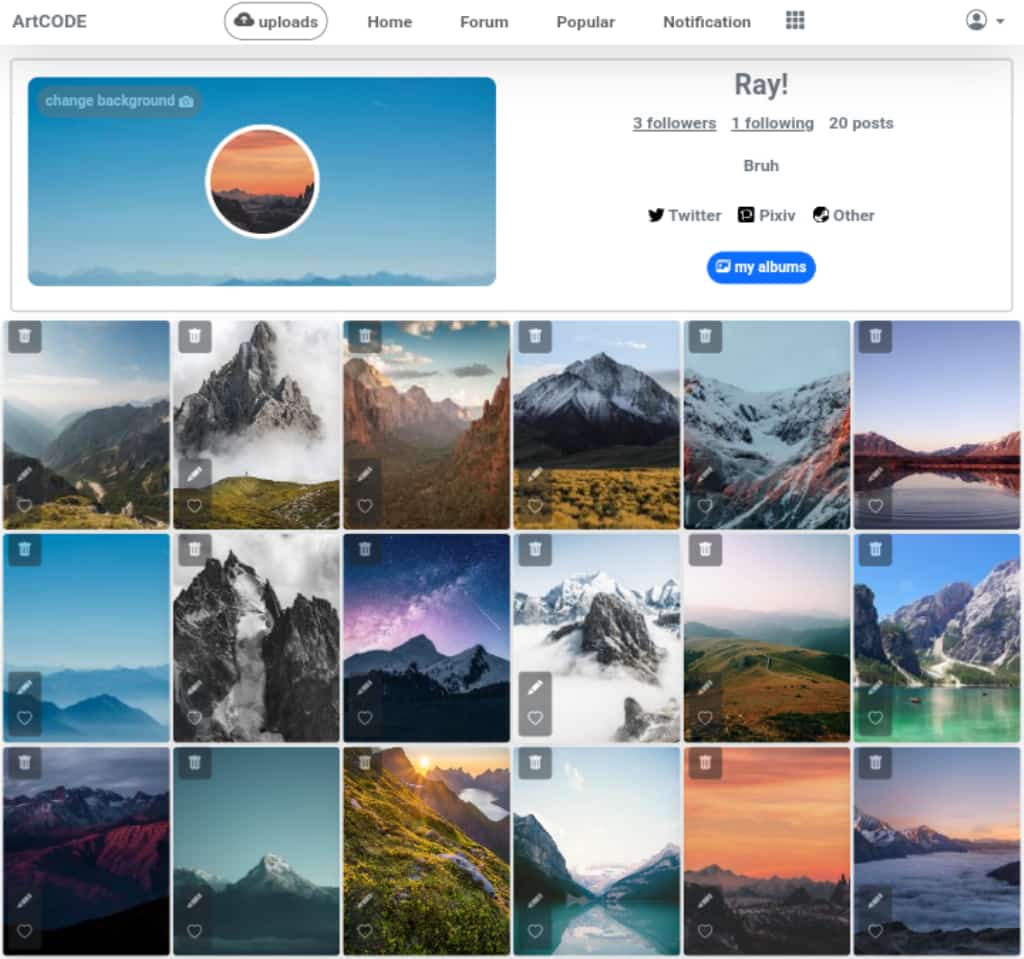 ArtCODE uploads Home Forum Popular Notification
change background
Ray!
3 followers 1 following 20 posts
Bruh
Twitter Pixiv Other
my albums